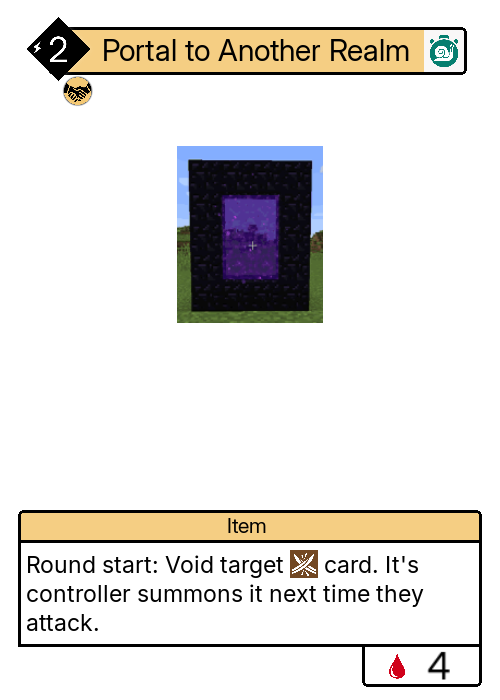 2 Portal to Another Realm
Item
Round start: Void target card. It's
controller summons it next time they
attack.
4